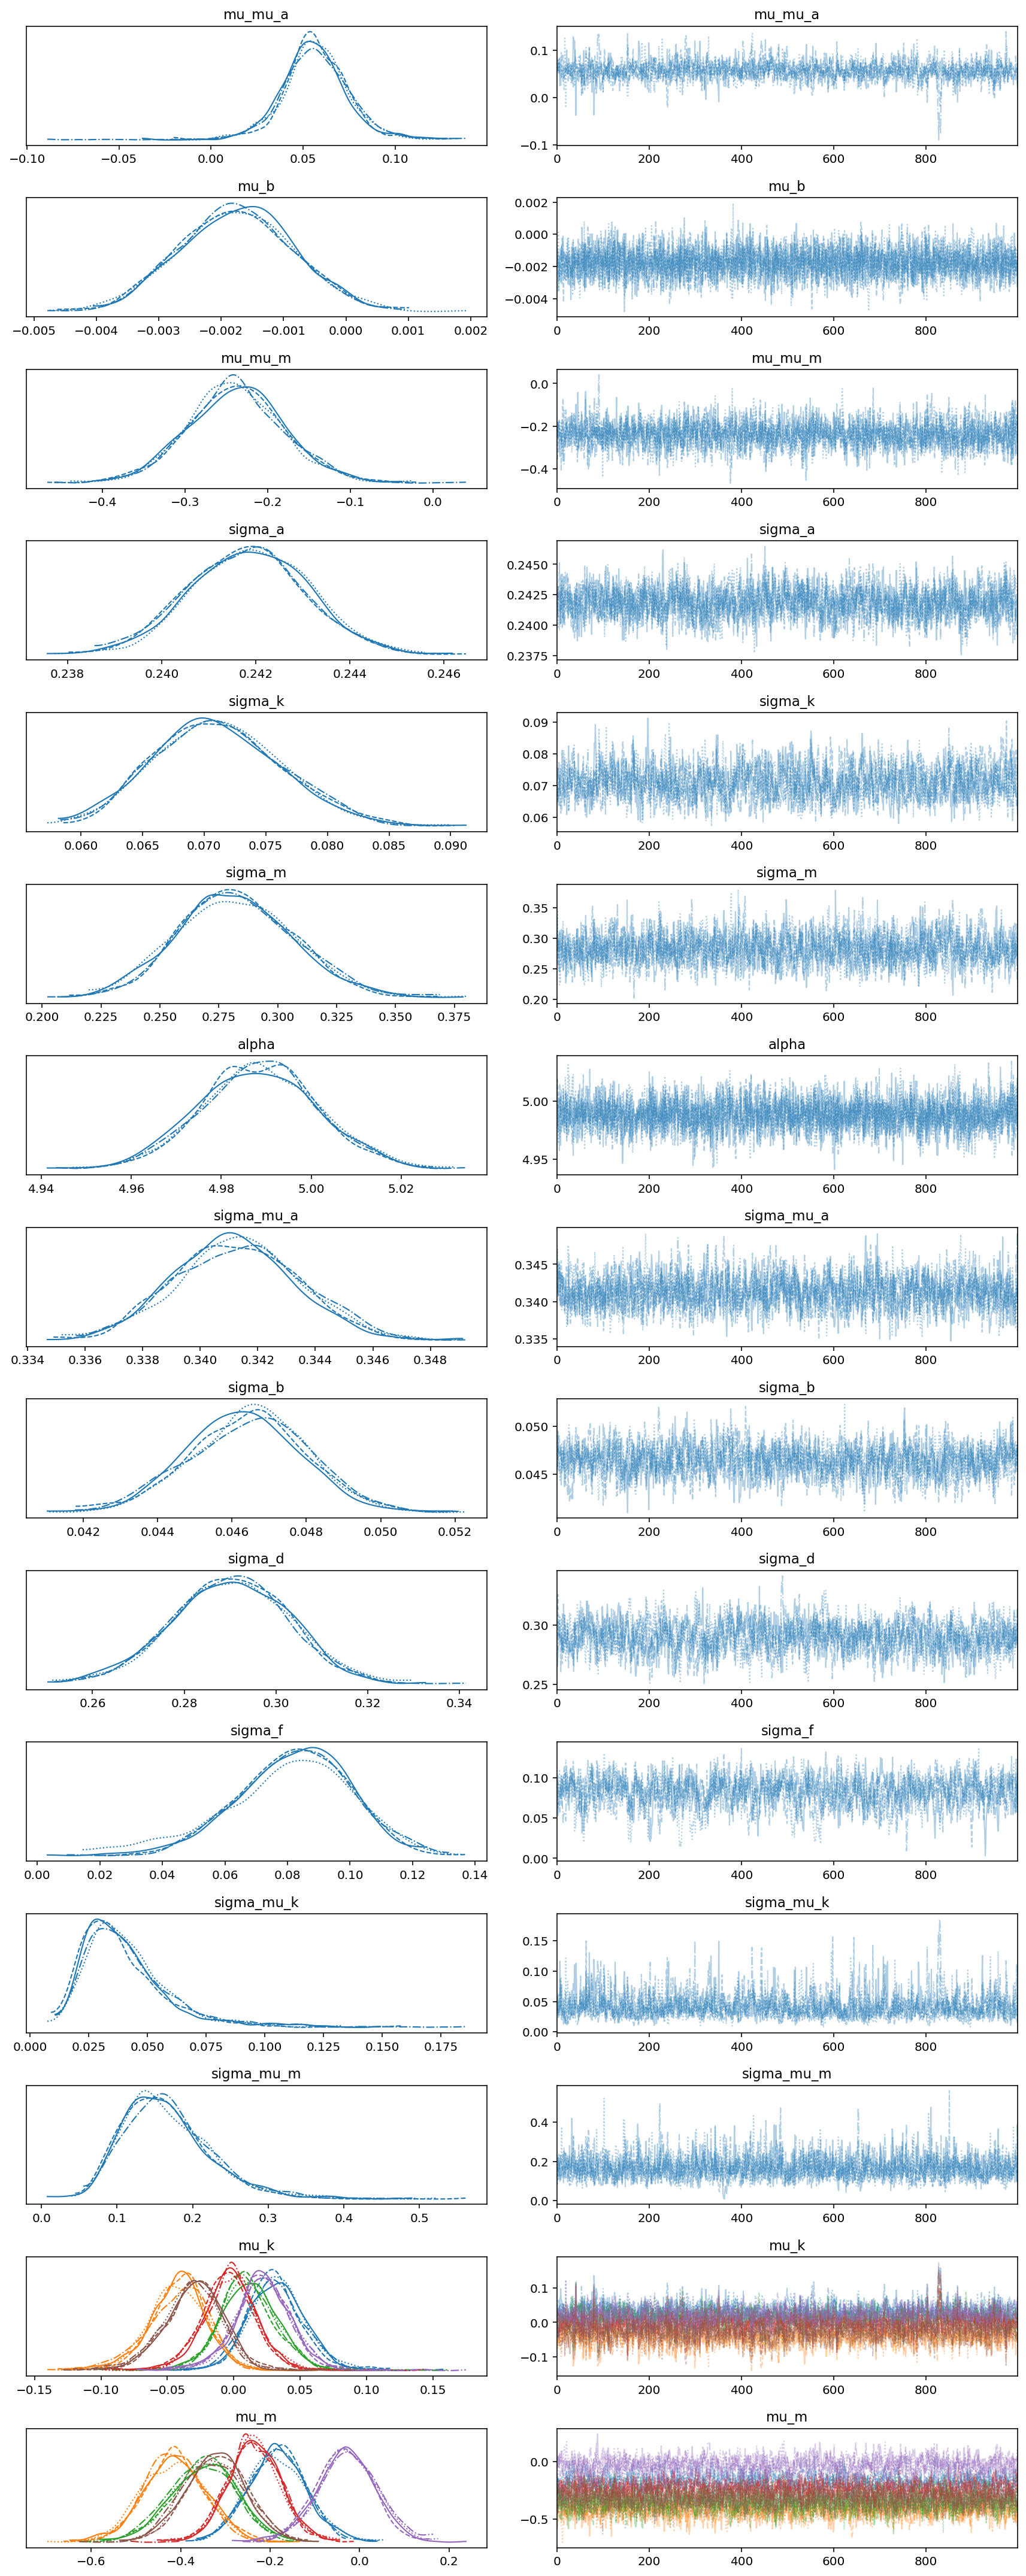 mu_mu_a mu_mu_a
0.1
0.0
−0.1
−0.10 −0.05 0.00 0.05 0.10 0 200 400 600 800
mu_b mu_b
0.002
0.000
−0.002
−0.004
−0.005 −0.004 −0.003 −0.002 −0.001 0.000 0.001 0.002 0 200 400 600 800
mu_mu_m mu_mu_m
0.0
−0.2
−0.4
−0.4 −0.3 −0.2 −0.1 0.0 0 200 400 600 800
sigma_a sigma_a
0.2450
0.2425
0.2400
0.2375
0.238 0.240 0.242 0.244 0.246 0 200 400 600 800
sigma_k sigma_k
0.09
0.08
0.07
0.06
0.060 0.065 0.070 0.075 0.080 0.085 0.090 0 200 400 600 800
sigma_m sigma_m
0.35
0.30
0.25
0.20
0.200 0.225 0.250 0.275 0.300 0.325 0.350 0.375 0 200 400 600 800
alpha alpha
5.00
4.95
4.94 4.96 4.98 5.00 5.02 0 200 400 600 800
sigma_mu_a sigma_mu_a
0.345
0.340
0.335
0.334 0.336 0.338 0.340 0.342 0.344 0.346 0.348 0 200 400 600 800
sigma_b sigma_b
0.050
0.045
0.042 0.044 0.046 0.048 0.050 0.052 0 200 400 600 800
sigma_d sigma_d
0.30
0.25
0.26 0.28 0.30 0.32 0.34 0 200 400 600 800
sigma_f sigma_f
0.10
0.05
0.00
0.00 0.02 0.04 0.06 0.08 0.10 0.12 0.14 0 200 400 600 800
sigma_mu_k sigma_mu_k
0.15
0.10
0.05
0.00
0.000 0.025 0.050 0.075 0.100 0.125 0.150 0.175 0 200 400 600 800
sigma_mu_m sigma_mu_m
0.4
0.2
0.0
0.0 0.1 0.2 0.3 0.4 0.5 0 200 400 600 800
mu_k mu_k
0.1
0.0
−0.1
−0.15 −0.10 −0.05 0.00 0.05 0.10 0.15 0 200 400 600 800
mu_m mu_m
0.0
−0.5
−0.6 −0.4 −0.2 0.0 0.2 0 200 400 600 800